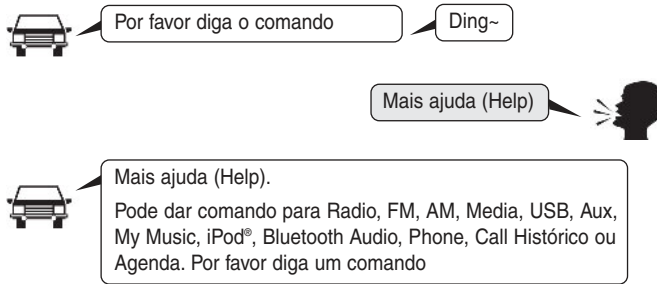 Por favor diga o comando
Ding~
Mais ajuda (Help)
Mais ajuda (Help).
Pode dar comando para Radio, FM, AM, Media, USB, Aux,
My Music, iPod®, Bluetooth Audio, Phone, Call Histórico ou
Agenda. Por favor diga um comando